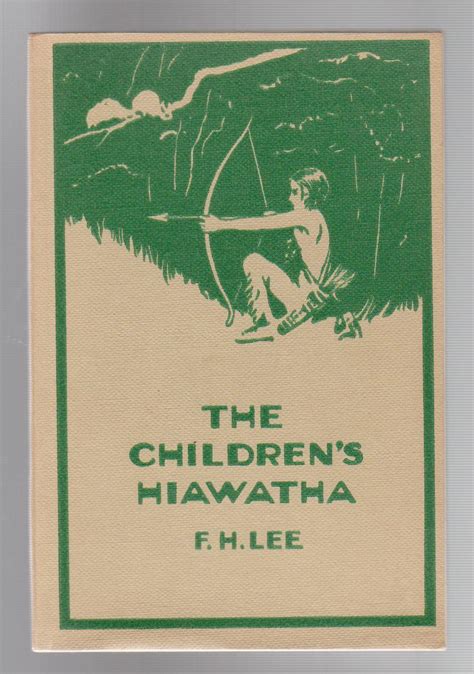 THE
CHILDREN'S
HIAWATHA
F. H. LEE